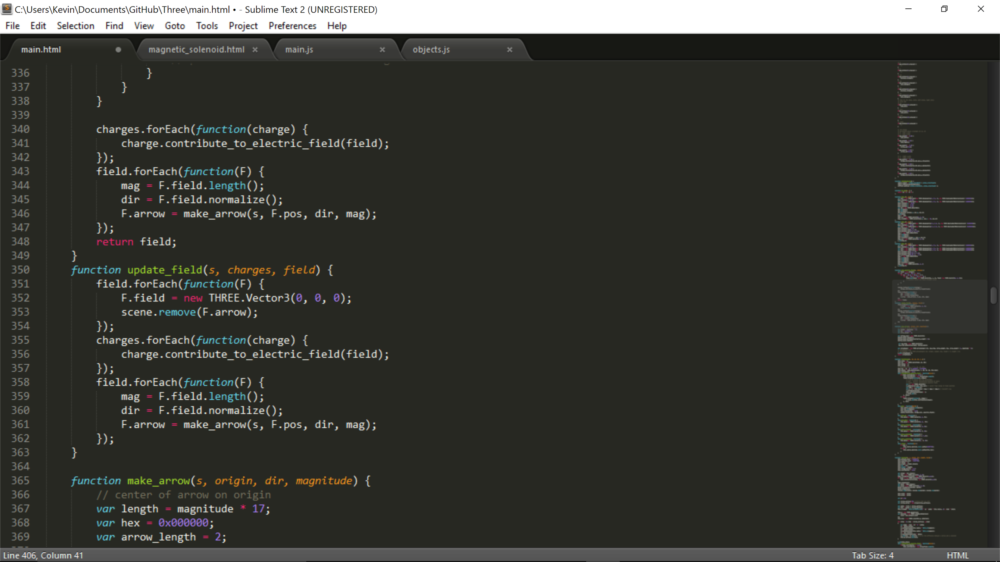 C:\Users\Kevin\Documents\GitHub\Three\main.html • - Sublime Text 2 (UNREGISTERED)
File Edit Selection Find View Goto Tools Project Preferences Help
main.html magnetic_solenoid.html main.js objects.js
336 }
337 }
338 }
339
340 charges.forEach(function(charge) {
341 charge.contribute_to_electric_field(field);
342 });
343 field.forEach(function(F) {
344 mag = F.field.length();
345 dir = F.field.normalize();
346 F.arrow = make_arrow(s, F.pos, dir, mag);
347 });
348 return field;
349 }
350 function update_field(s, charges, field) {
351 field.forEach(function(F) {
352 F.field = new THREE.Vector3(0, 0, 0);
353 scene.remove(F.arrow);
354 });
355 charges.forEach(function(charge) {
356 charge.contribute_to_electric_field(field);
357 });
358 field.forEach(function(F) {
359 mag = F.field.length();
360 dir = F.field.normalize();
361 F.arrow = make_arrow(s, F.pos, dir, mag);
362 });
363 }
364
365 function make_arrow(s, origin, dir, magnitude) {
366 // center of arrow on origin
367 var length = magnitude * 17;
368 var hex = 0x000000;
369 var arrow_length = 2;
Line 406, Column 41 Tab Size: 4 HTML